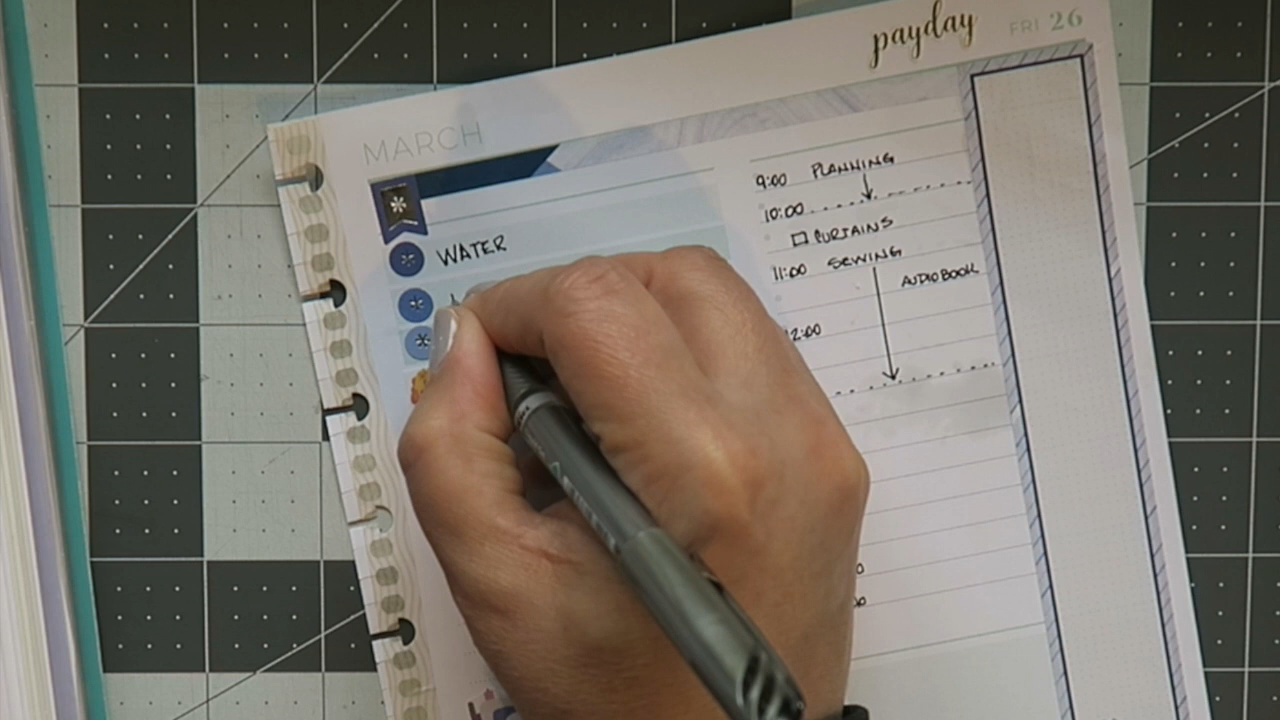 payday
FRI 26
MARCH
WATER
9:00 PLANNING
10:00
CURTAINS
11:00 SEWING
AUDIOBOOK
12:00